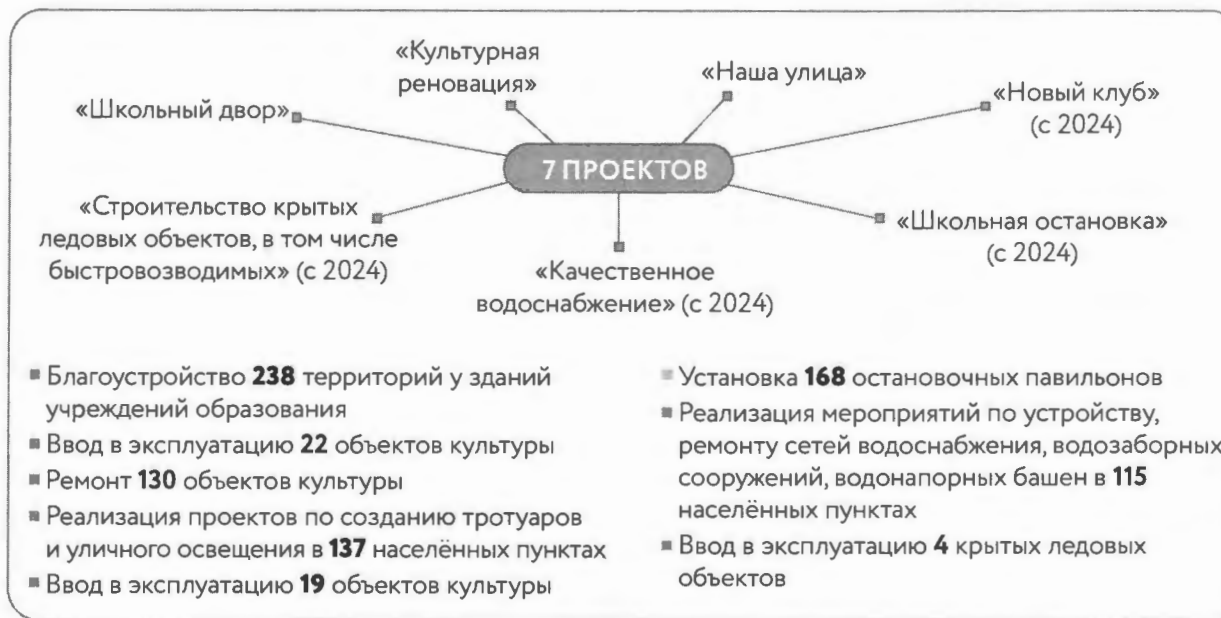 «Культурная
реновация»
«Наша улица»
«Школьный двор»
«Новый клуб»
(с 2024)
7 ПРОЕКТОВ
«Строительство крытых
ледовых объектов, в том числе
быстровозводимых» (с 2024)
«Качественное
водоснабжение» (с 2024)
«Школьная остановка»
(с 2024)
Благоустройство 238 территорий у зданий
учреждений образования
Ввод в эксплуатацию 22 объектов культуры
Ремонт 130 объектов культуры
Реализация проектов по созданию тротуаров
и уличного освещения в 137 населённых пунктах
Ввод в эксплуатацию 19 объектов культуры
Установка 168 остановочных павильонов
Реализация мероприятий по устройству,
ремонту сетей водоснабжения, водозаборных
сооружений, водонапорных башен в 115
населённых пунктах
Ввод в эксплуатацию 4 крытых ледовых
объектов